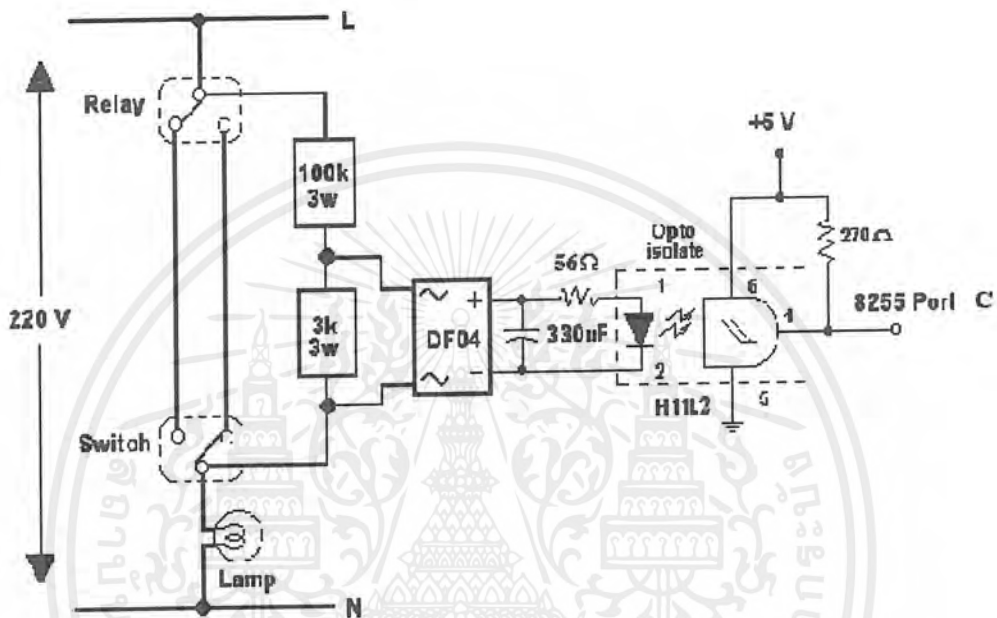 L
Relay
220 V
100k
3w
3k
3w
DF04
+
−
56Ω
330uF
Opto
isolate
1
2
H11L2
+5 V
270Ω
6
4
5
8255 Port C
Switch
Lamp
N